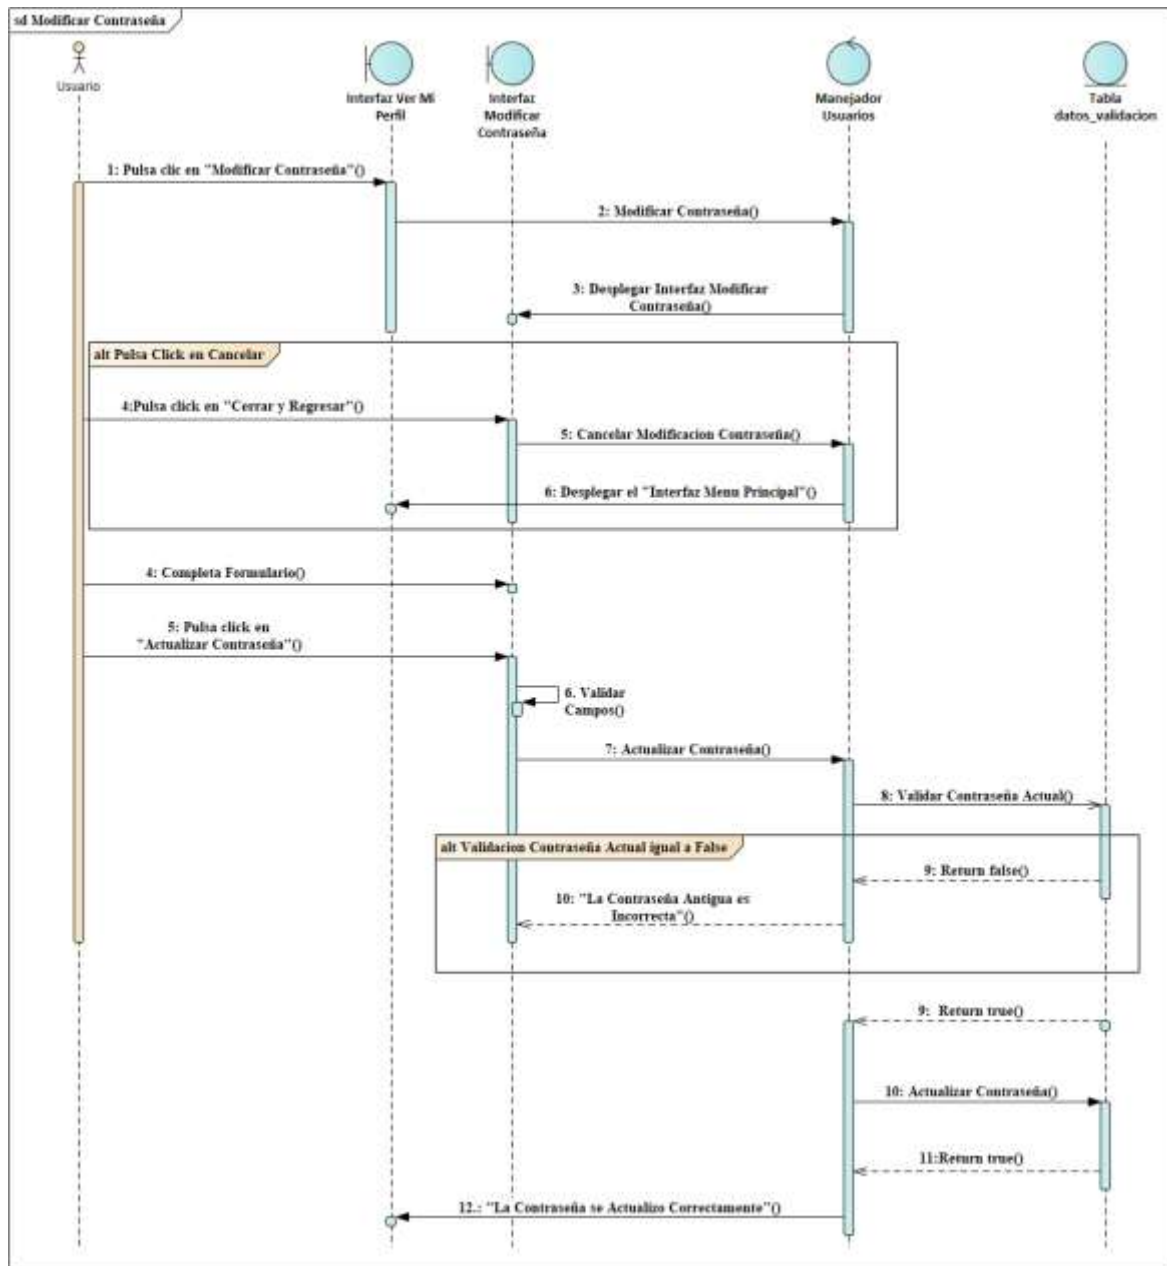 sd Modificar Contraseña
Usuario
Interfaz Ver Mi
Perfil
Interfaz
Modificar
Contraseña
Manejador
Usuarios
Tabla
datos_validacion
1: Pulsa clic en "Modificar Contraseña"()
2: Modificar Contraseña()
3: Desplegar Interfaz Modificar
Contraseña()
alt Pulsa Click en Cancelar
4:Pulsa click en "Cerrar y Regresar"()
5: Cancelar Modificacion Contraseña()
6: Desplegar el "Interfaz Menu Principal"()
4: Completa Formulario()
5: Pulsa click en
"Actualizar Contraseña"()
6. Validar
Campos()
7: Actualizar Contraseña()
8: Validar Contraseña Actual()
alt Validacion Contraseña Actual igual a False
9: Return false()
10: "La Contraseña Antigua es
Incorrecta"()
9: Return true()
10: Actualizar Contraseña()
11:Return true()
12.: "La Contraseña se Actualizo Correctamente"()